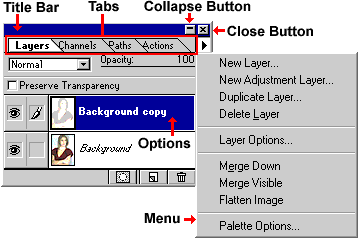 Title Bar
Tabs
Collapse Button
Close Button
Layers Channels Paths Actions
Normal Opacity: 100
Preserve Transparency
Background copy
Options
Background
New Layer...
New Adjustment Layer...
Duplicate Layer...
Delete Layer
Layer Options...
Merge Down
Merge Visible
Flatten Image
Menu
Palette Options...